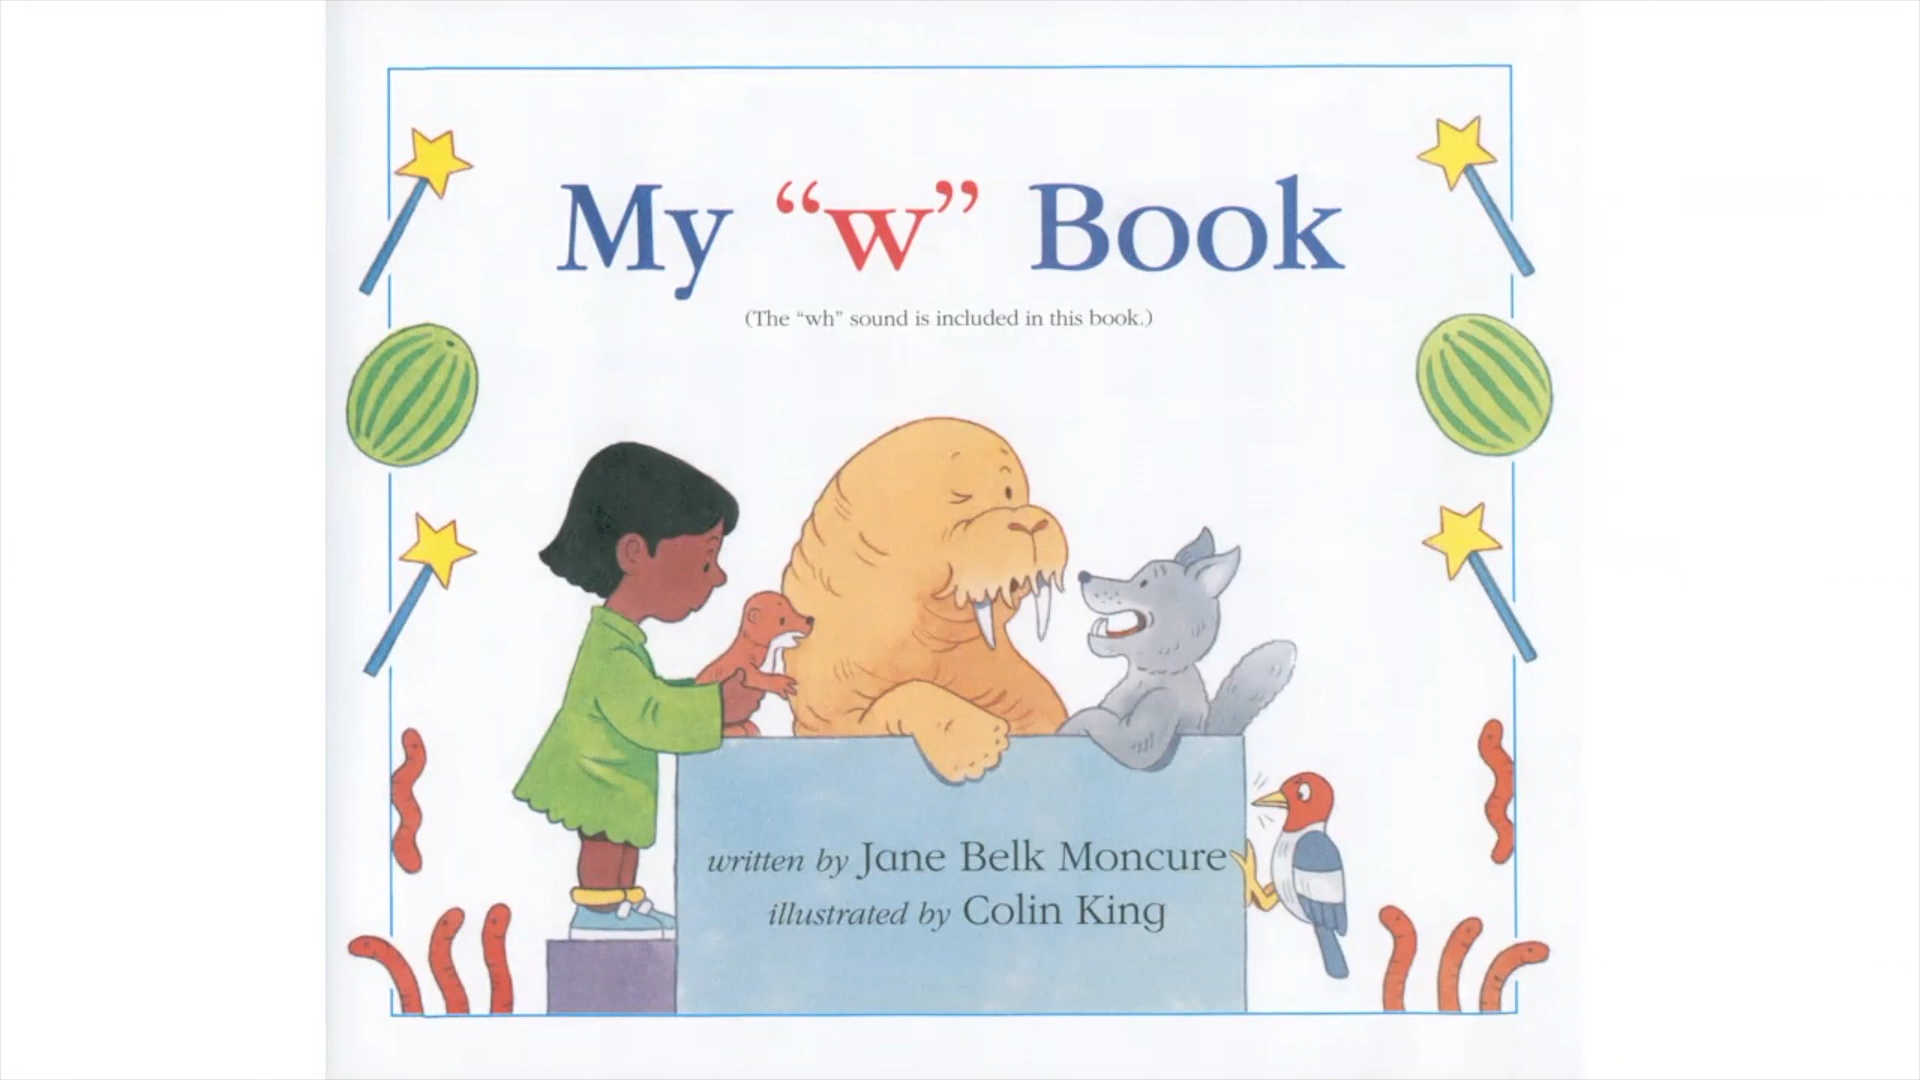 My “w” Book
(The “wh” sound is included in this book.)
written by Jane Belk Moncure
illustrated by Colin King